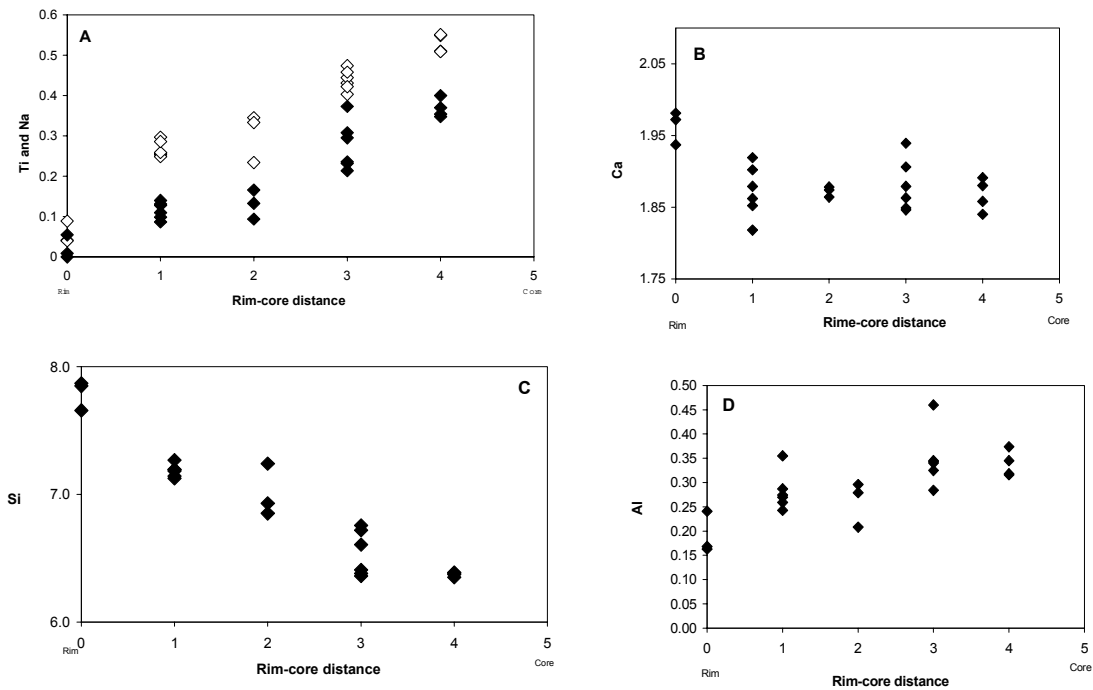 A
0.6
0.5
0.4
0.3
0.2
0.1
0
Ti and Na
0 1 2 3 4 5
Rim Core
Rim-core distance
B
2.05
1.95
1.85
1.75
Ca
0 1 2 3 4 5
Rim Core
Rime-core distance
C
8.0
7.0
6.0
Si
0 1 2 3 4 5
Rim Core
Rim-core distance
D
0.50
0.45
0.40
0.35
0.30
0.25
0.20
0.15
0.10
0.05
0.00
Al
0 1 2 3 4 5
Rim Core
Rim-core distance